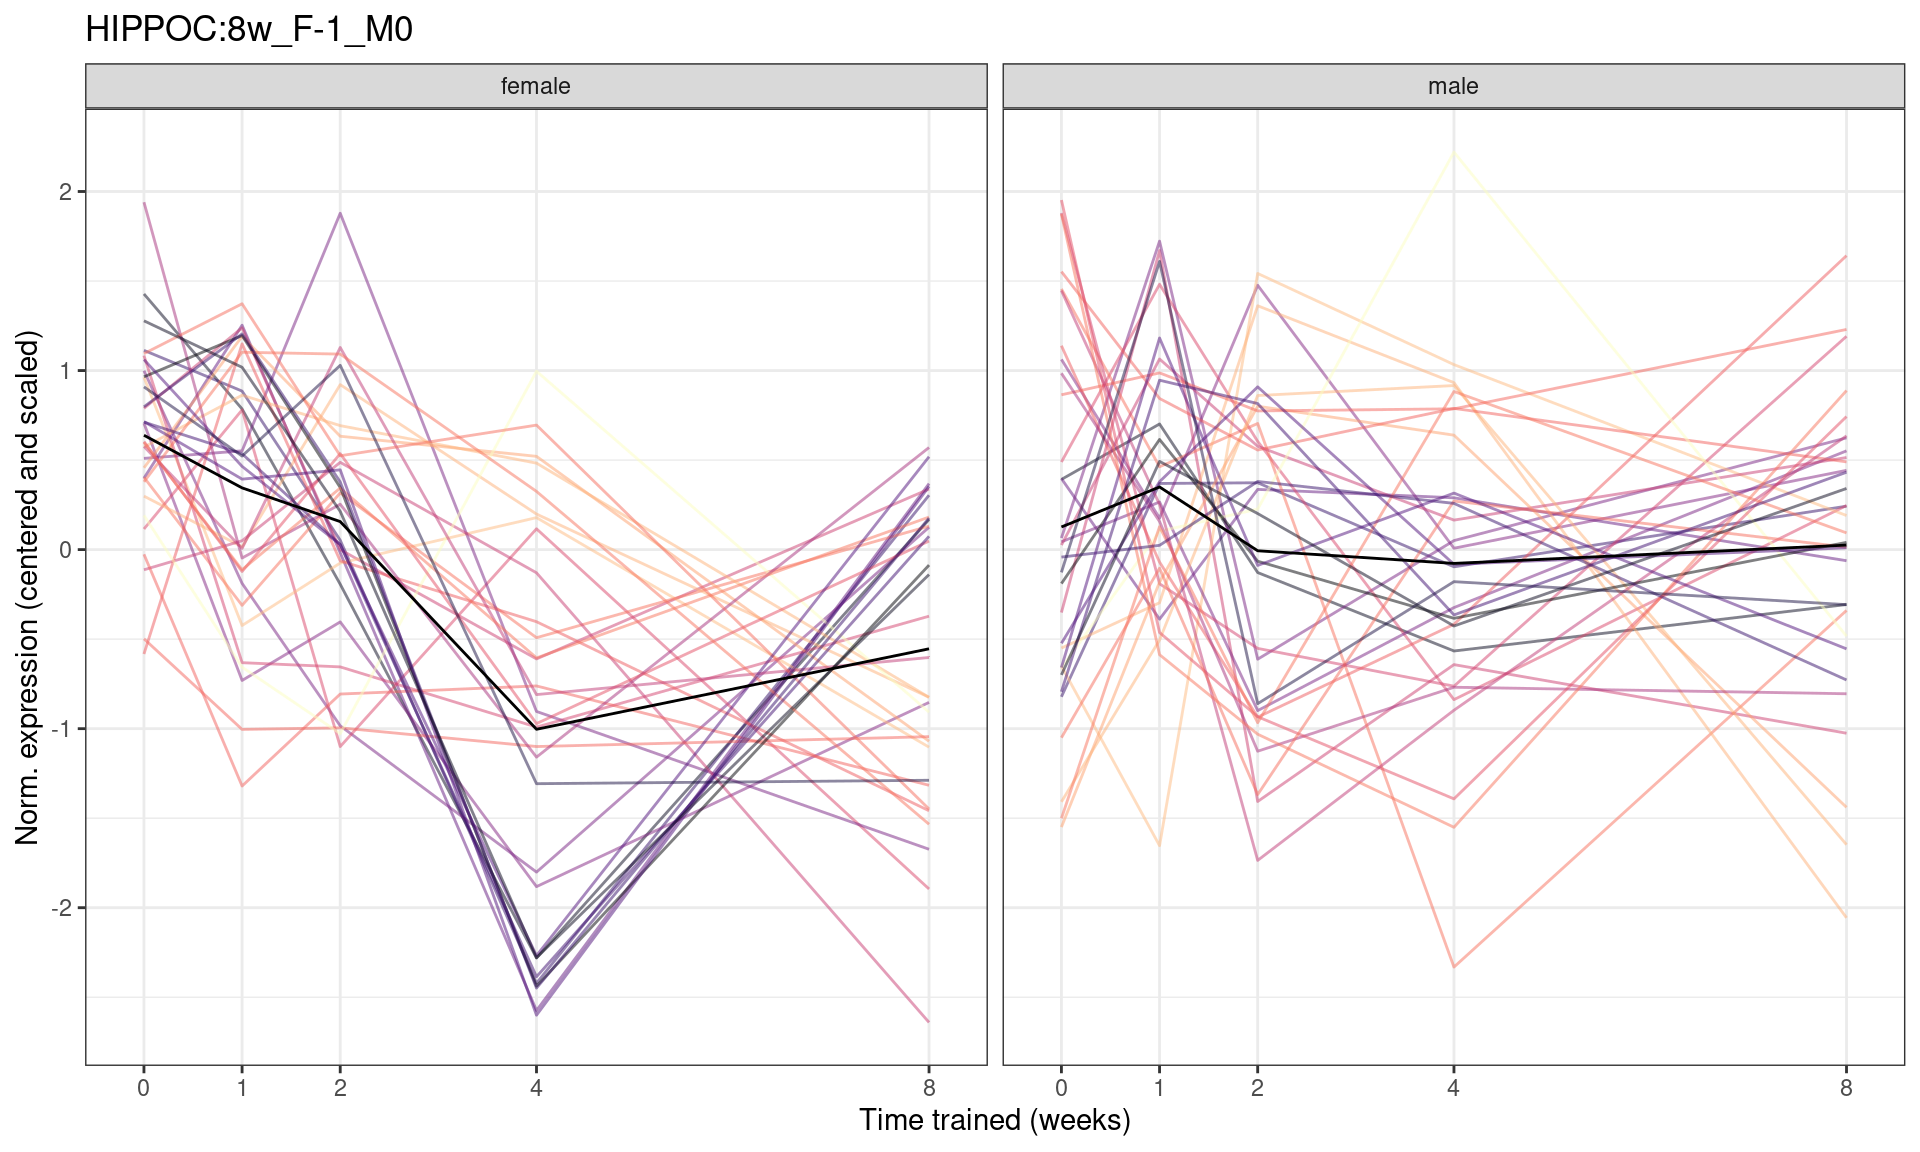 HIPPOC:8w_F-1_M0
female
male
Norm. expression (centered and scaled)
2
1
0
-1
-2
0 1 2 4 8
0 1 2 4 8
Time trained (weeks)